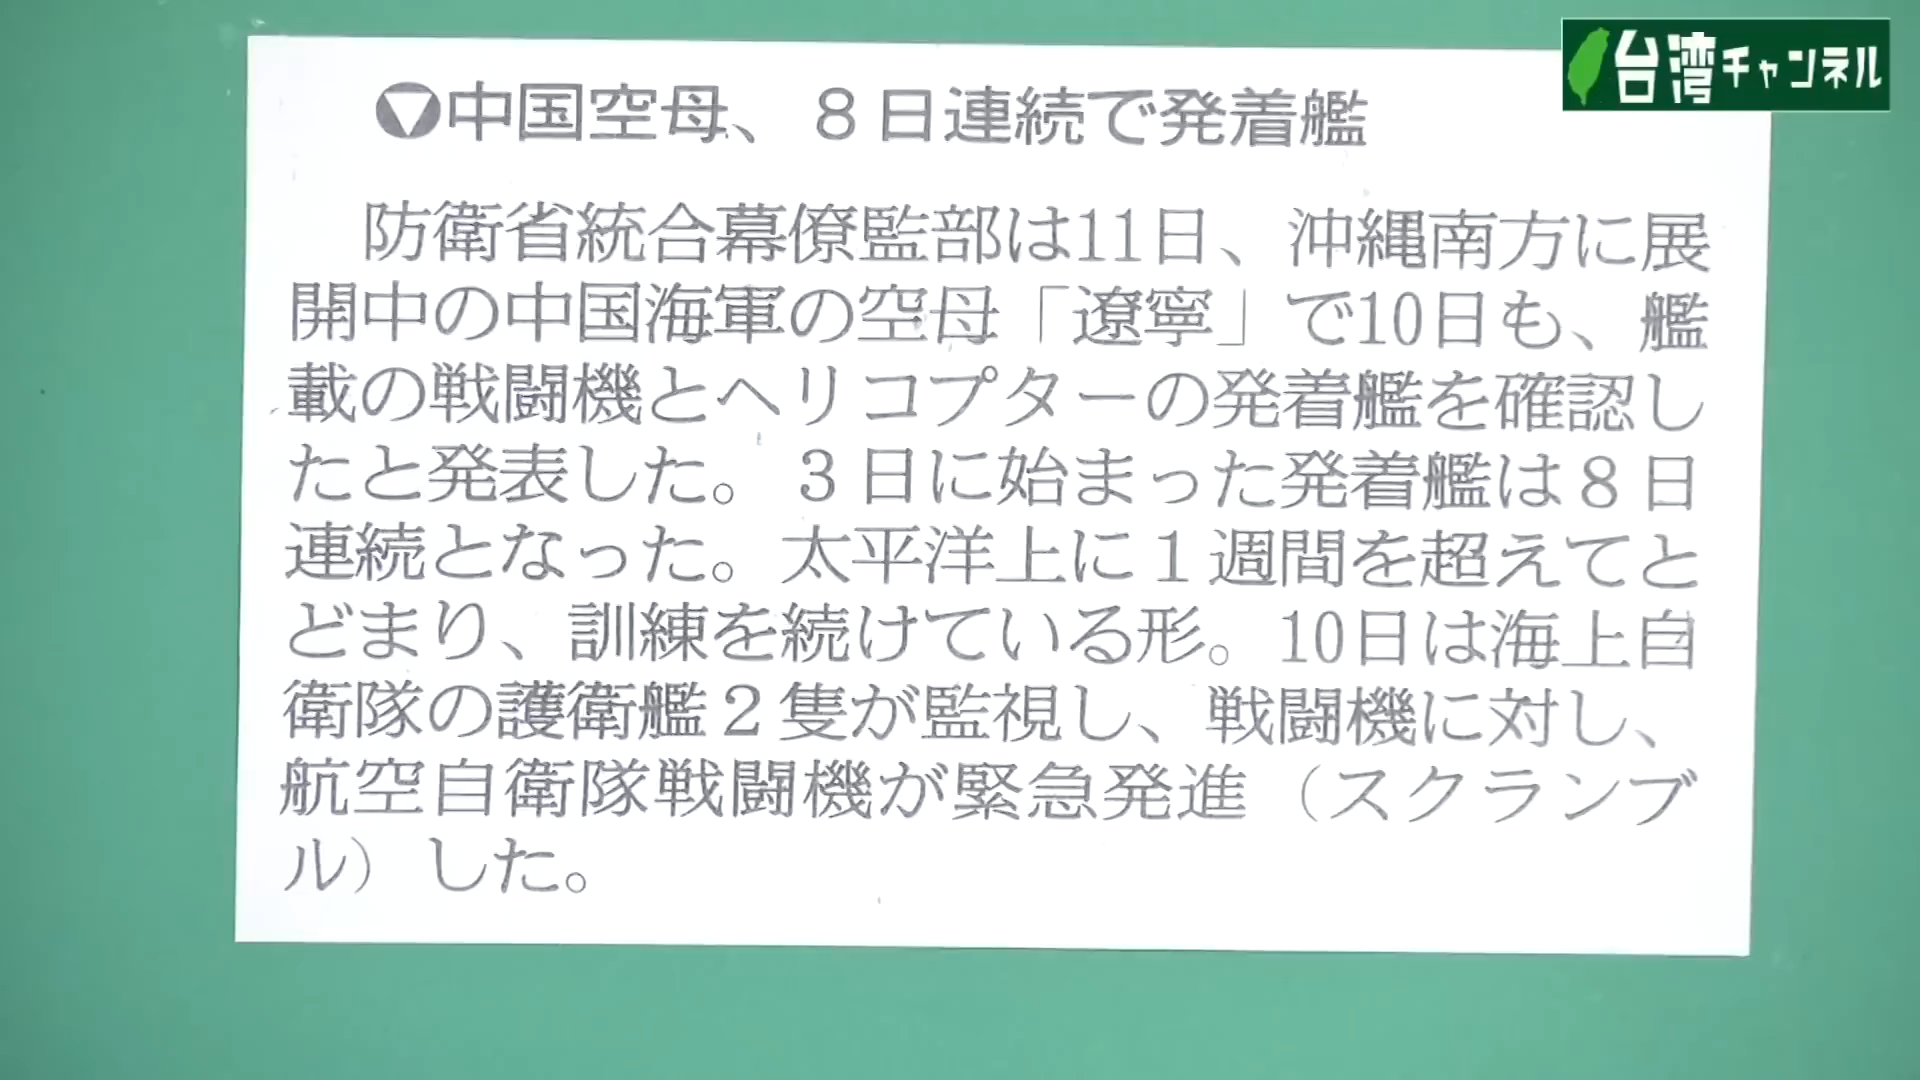 台湾チャンネル
▼中国空母、８日連続で発着艦
防衛省統合幕僚監部は11日、沖縄南方に展
開中の中国海軍の空母「遼寧」で10日も、艦
載の戦闘機とヘリコプターの発着艦を確認し
たと発表した。３日に始まった発着艦は８日
連続となった。太平洋上に１週間を超えてと
どまり、訓練を続けている形。10日は海上自
衛隊の護衛艦２隻が監視し、戦闘機に対し、
航空自衛隊戦闘機が緊急発進（スクランブ
ル）した。